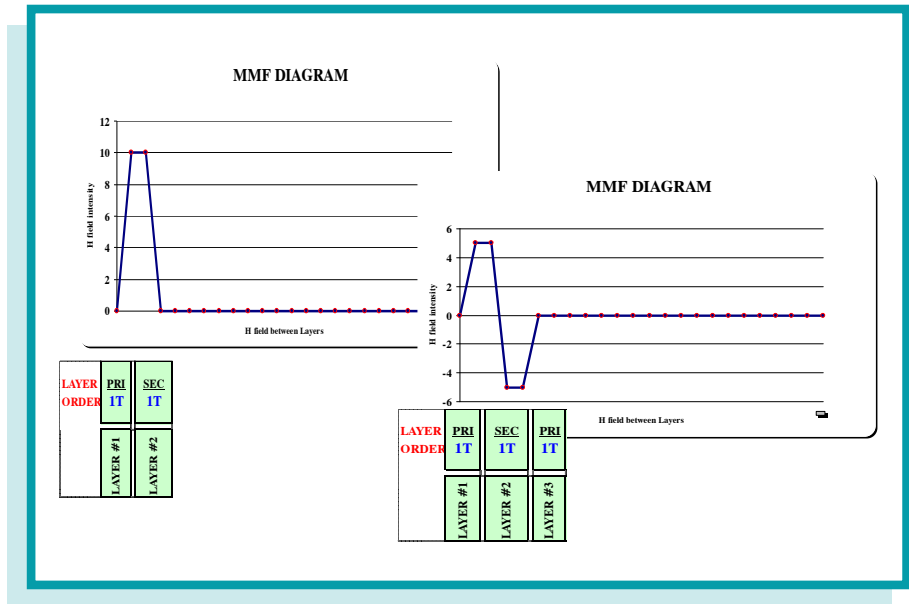 MMF DIAGRAM
12
10
8
6
4
2
0
H field intensity
H field between Layers
LAYER
ORDER
PRI
1T
SEC
1T
LAYER #1
LAYER #2
MMF DIAGRAM
6
4
2
0
-2
-4
-6
H field intensity
H field between Layers
LAYER
ORDER
PRI
1T
SEC
1T
PRI
1T
LAYER #1
LAYER #2
LAYER #3